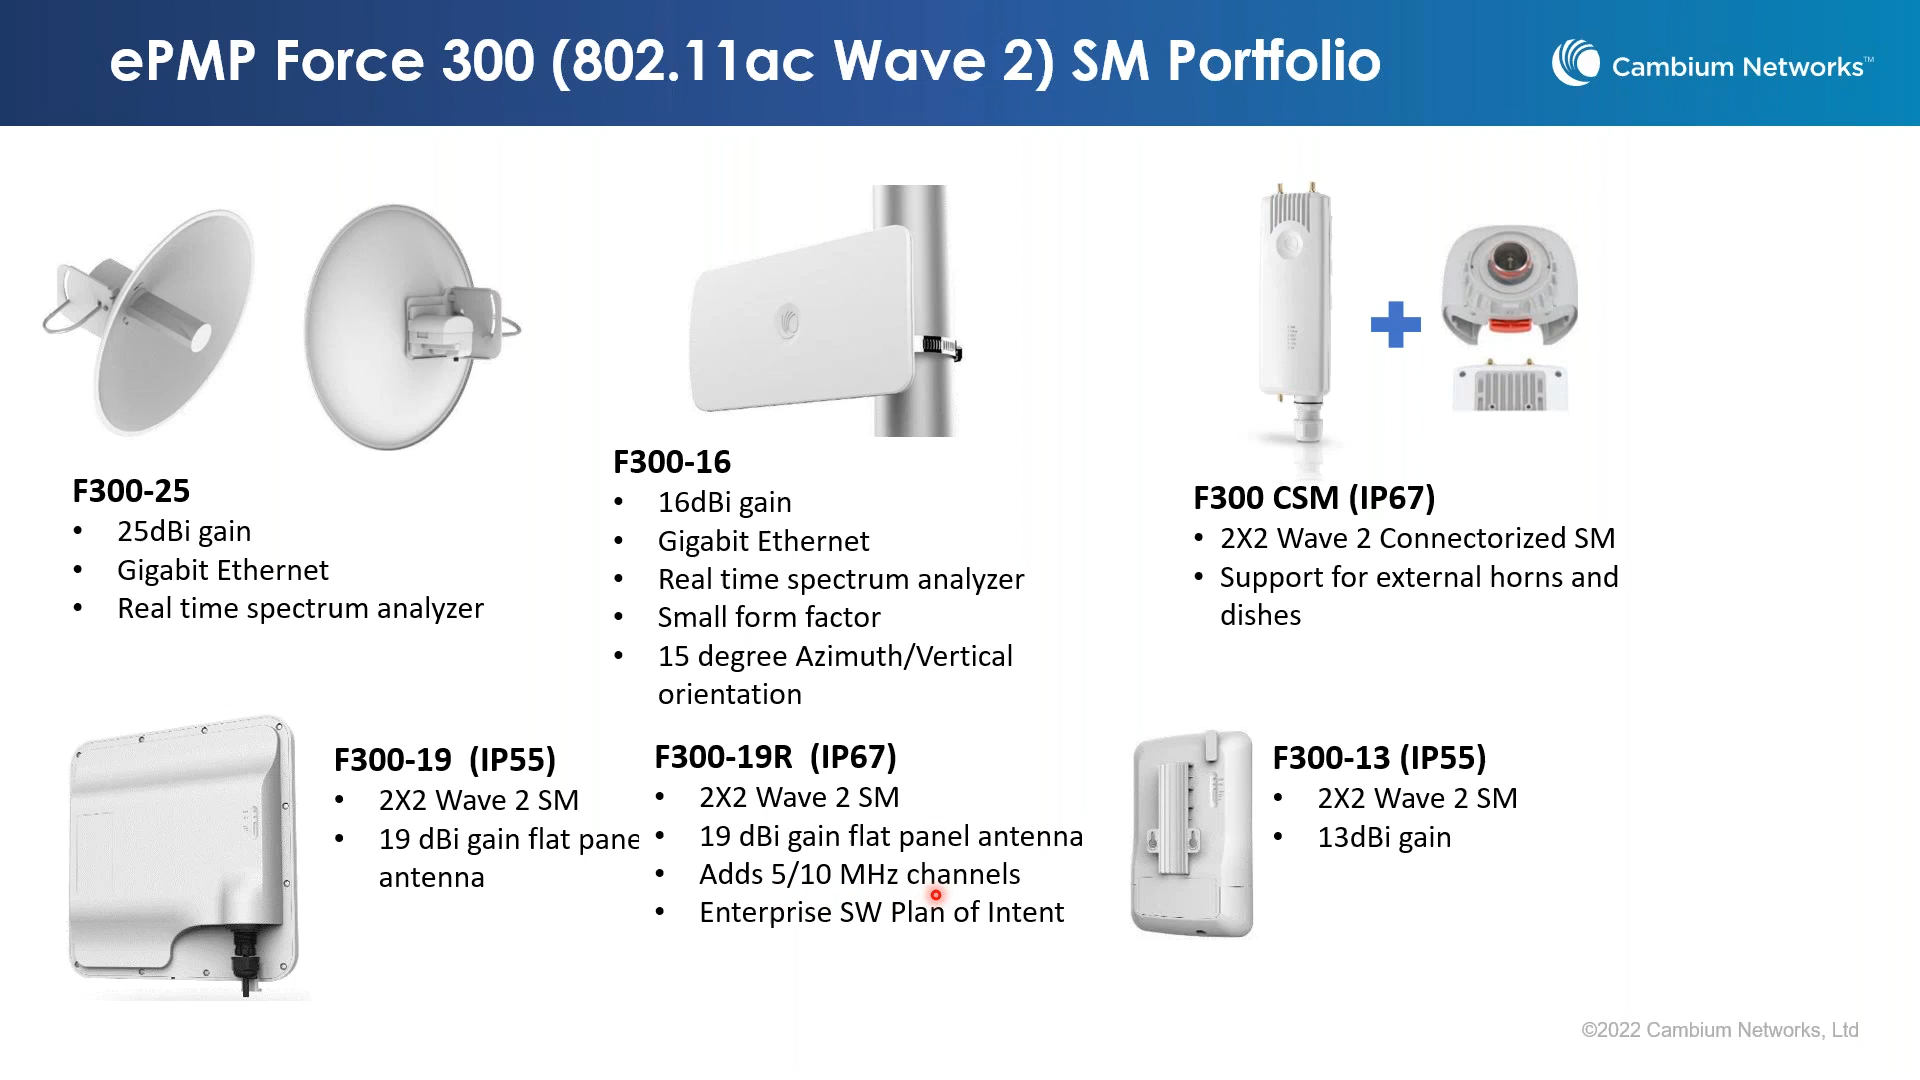 ePMP Force 300 (802.11ac Wave 2) SM Portfolio
Cambium Networks™
F300-25
• 25dBi gain
• Gigabit Ethernet
• Real time spectrum analyzer
F300-16
• 16dBi gain
• Gigabit Ethernet
• Real time spectrum analyzer
• Small form factor
• 15 degree Azimuth/Vertical
orientation
F300 CSM (IP67)
• 2X2 Wave 2 Connectorized SM
• Support for external horns and
dishes
F300-19 (IP55)
• 2X2 Wave 2 SM
• 19 dBi gain flat pane
antenna
F300-19R (IP67)
• 2X2 Wave 2 SM
• 19 dBi gain flat panel antenna
• Adds 5/10 MHz channels
• Enterprise SW Plan of Intent
F300-13 (IP55)
• 2X2 Wave 2 SM
• 13dBi gain
©2022 Cambium Networks, Ltd